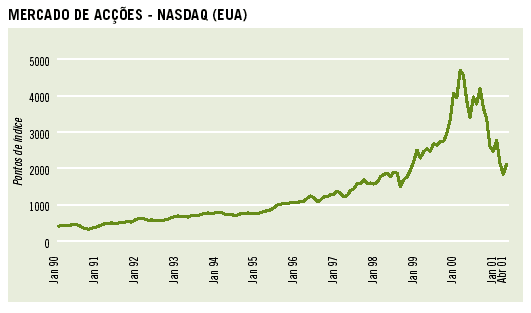 MERCADO DE ACÇÕES - NASDAQ (EUA)
Pontos de índice
5000
4000
3000
2000
1000
0
Jan 90
Jan 91
Jan 92
Jan 93
Jan 94
Jan 95
Jan 96
Jan 97
Jan 98
Jan 99
Jan 00
Jan 01
Abr 01